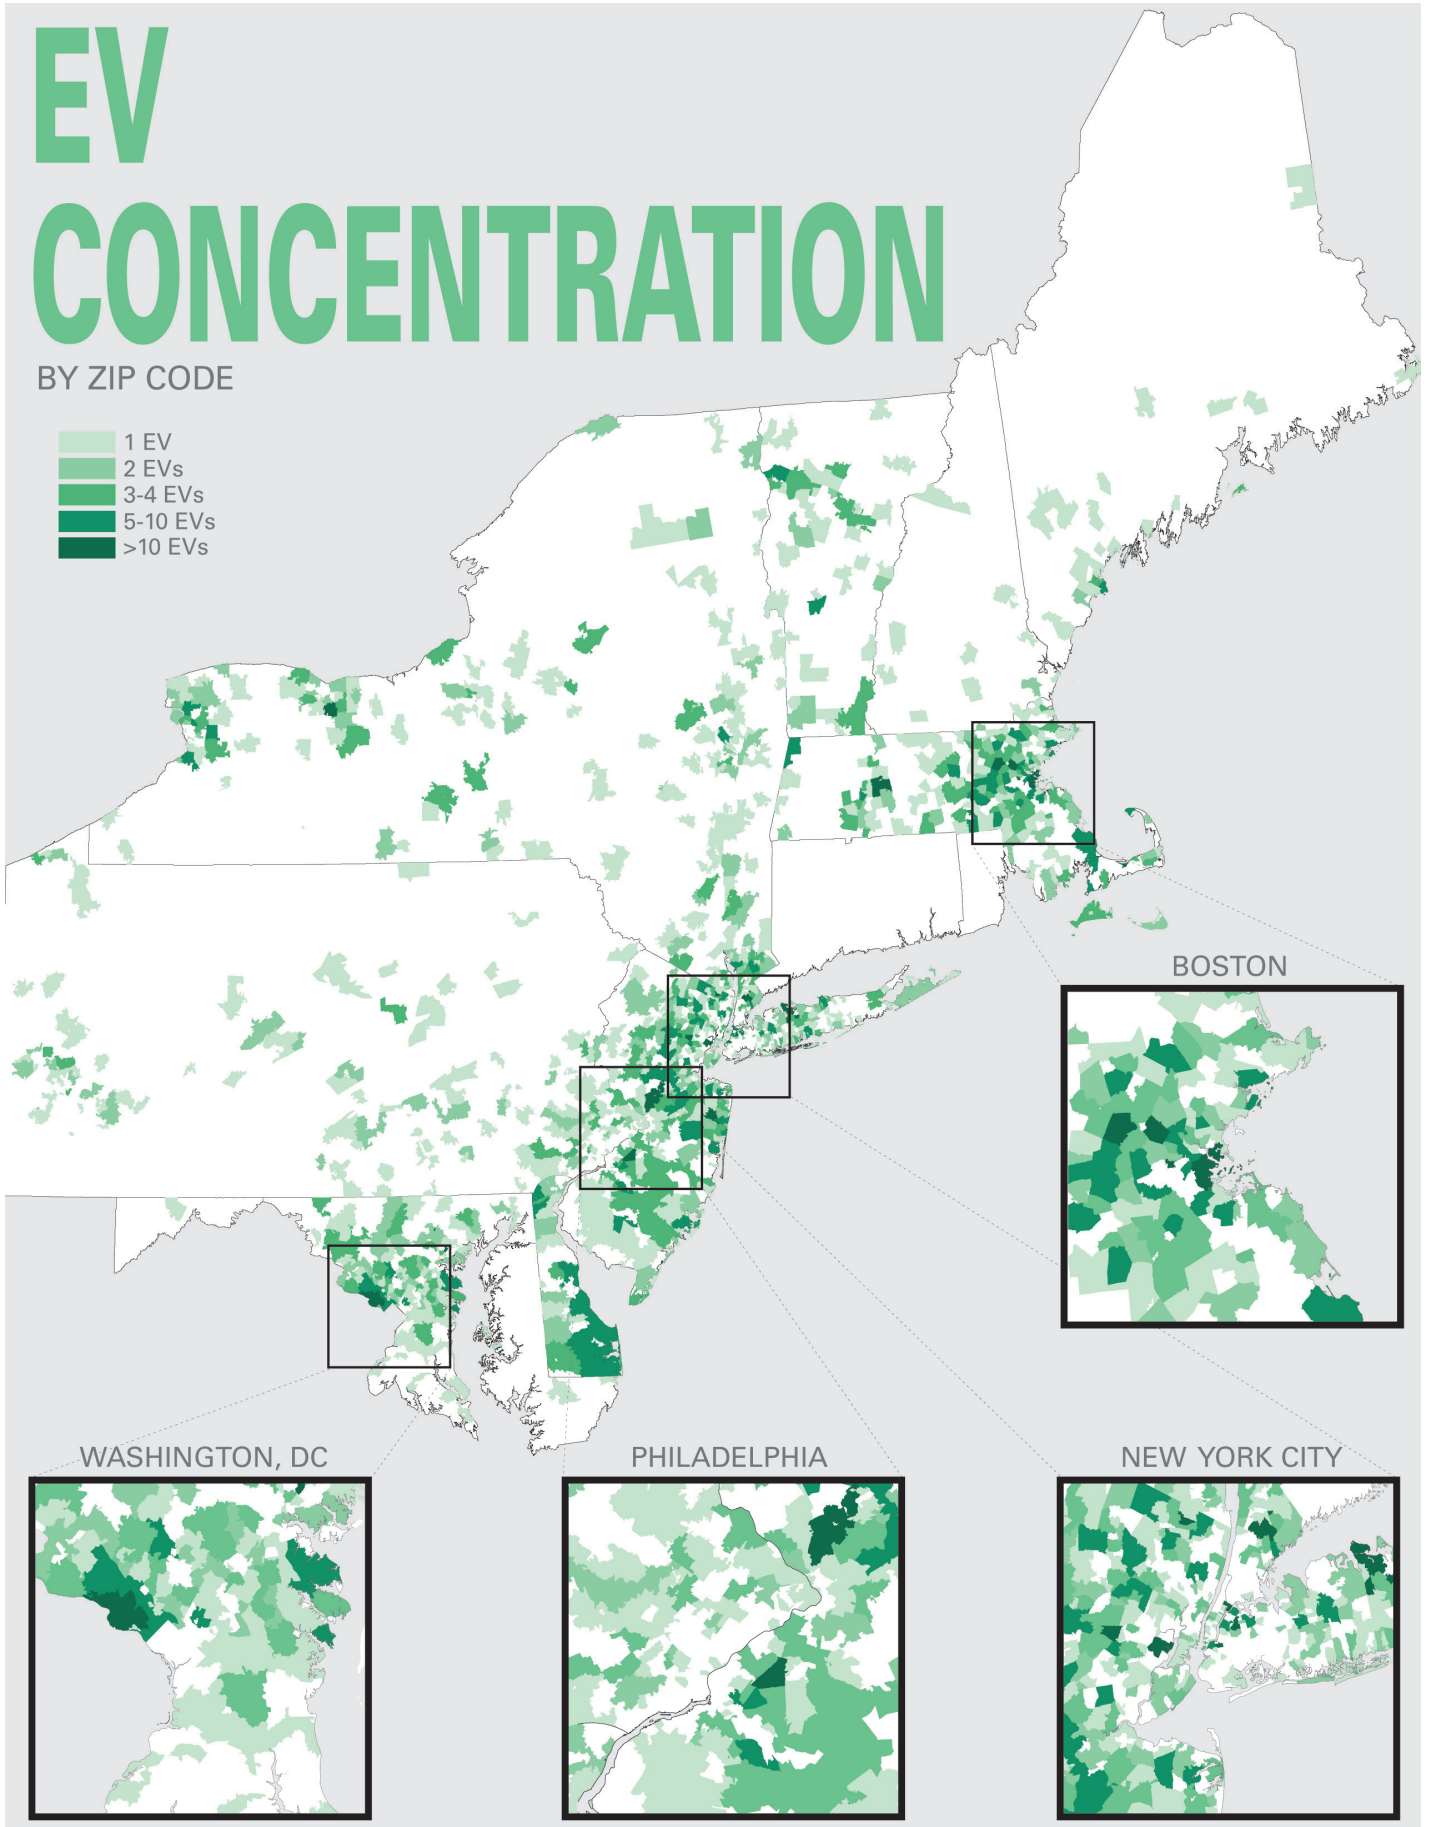 EV
CONCENTRATION
BY ZIP CODE
1 EV
2 EVs
3-4 EVs
5-10 EVs
>10 EVs
BOSTON
WASHINGTON, DC
PHILADELPHIA
NEW YORK CITY